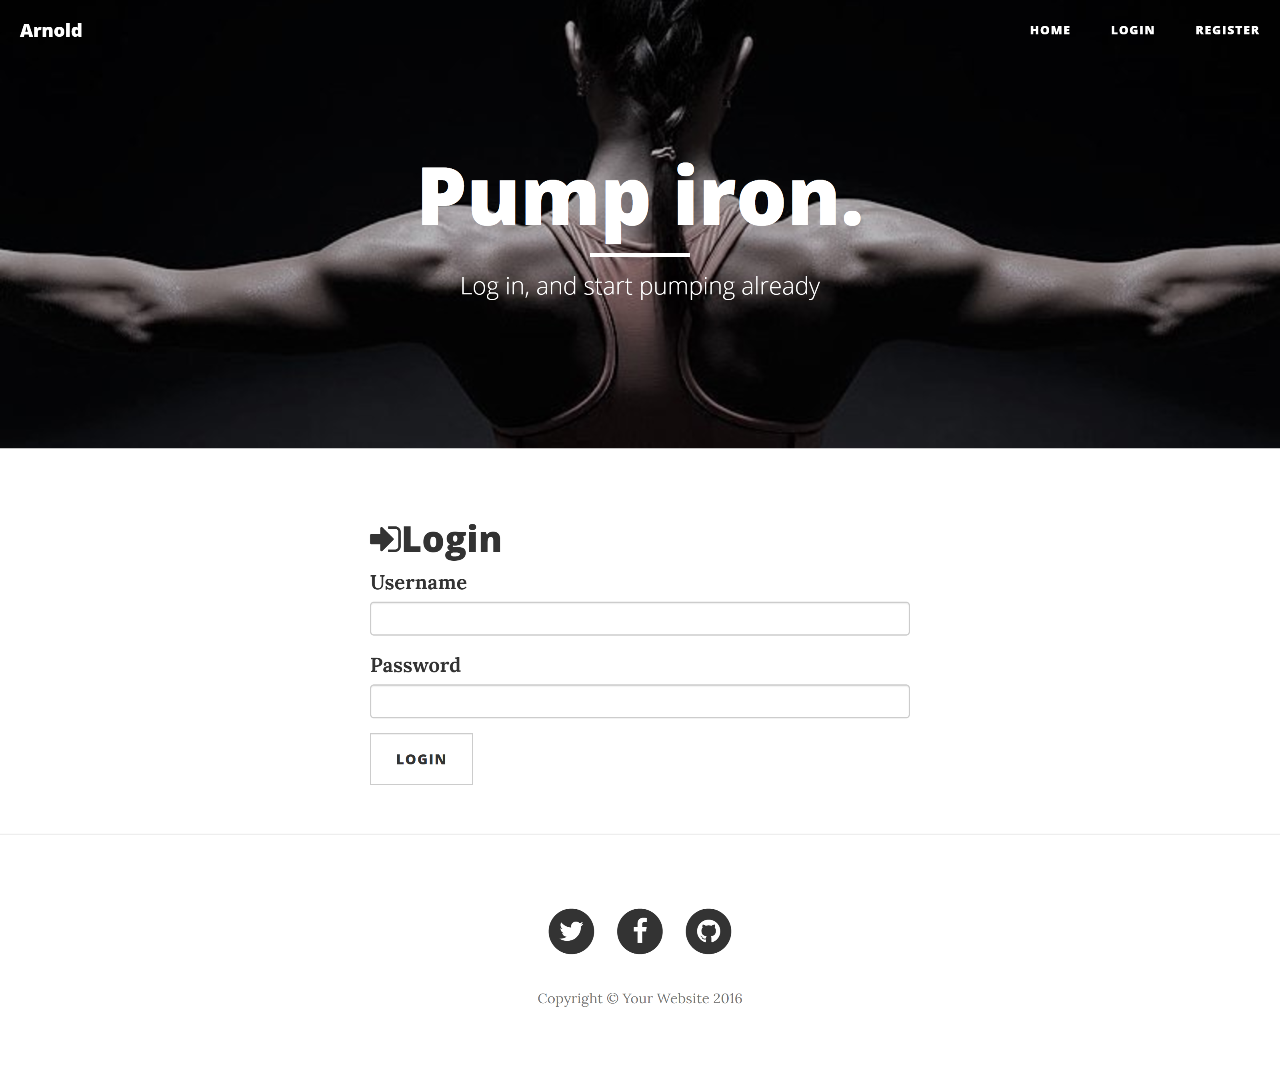 Arnold
HOME LOGIN REGISTER
Pump iron.
Log in, and start pumping already
Login
Username
Password
LOGIN
Copyright © Your Website 2016